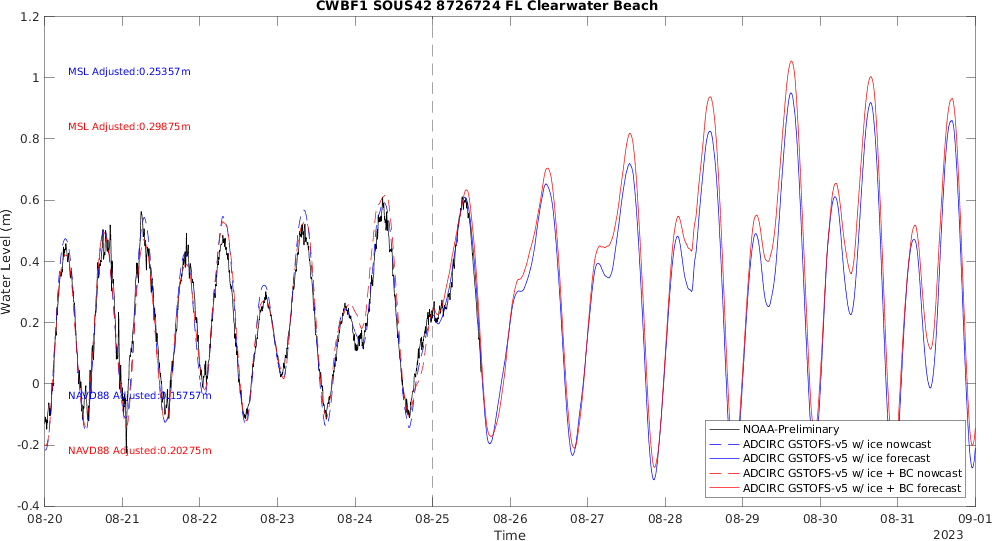 CWBF1 SOUS42 8726724 FL Clearwater Beach
1.2
1
0.8
0.6
0.4
0.2
0
-0.2
-0.4
Water Level (m)
MSL Adjusted:0.25357m
MSL Adjusted:0.29875m
NAVD88 Adjusted:0.15757m
NAVD88 Adjusted:0.20275m
NOAA-Preliminary
ADCIRC GSTOFS-v5 w/ ice nowcast
ADCIRC GSTOFS-v5 w/ ice forecast
ADCIRC GSTOFS-v5 w/ ice + BC nowcast
ADCIRC GSTOFS-v5 w/ ice + BC forecast
08-20 08-21 08-22 08-23 08-24 08-25 08-26 08-27 08-28 08-29 08-30 08-31 09-01
Time
2023